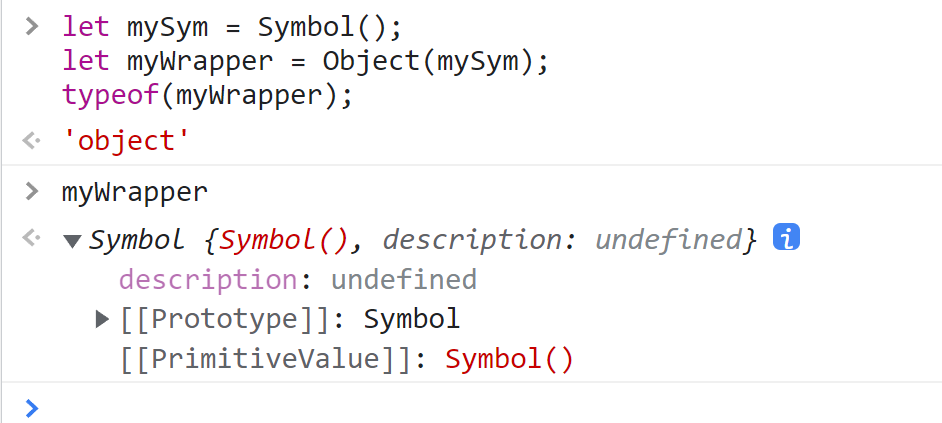 let mySym = Symbol();
let myWrapper = Object(mySym);
typeof(myWrapper);
'object'
myWrapper
Symbol {Symbol(), description: undefined} i
description: undefined
[[Prototype]]: Symbol
[[PrimitiveValue]]: Symbol()